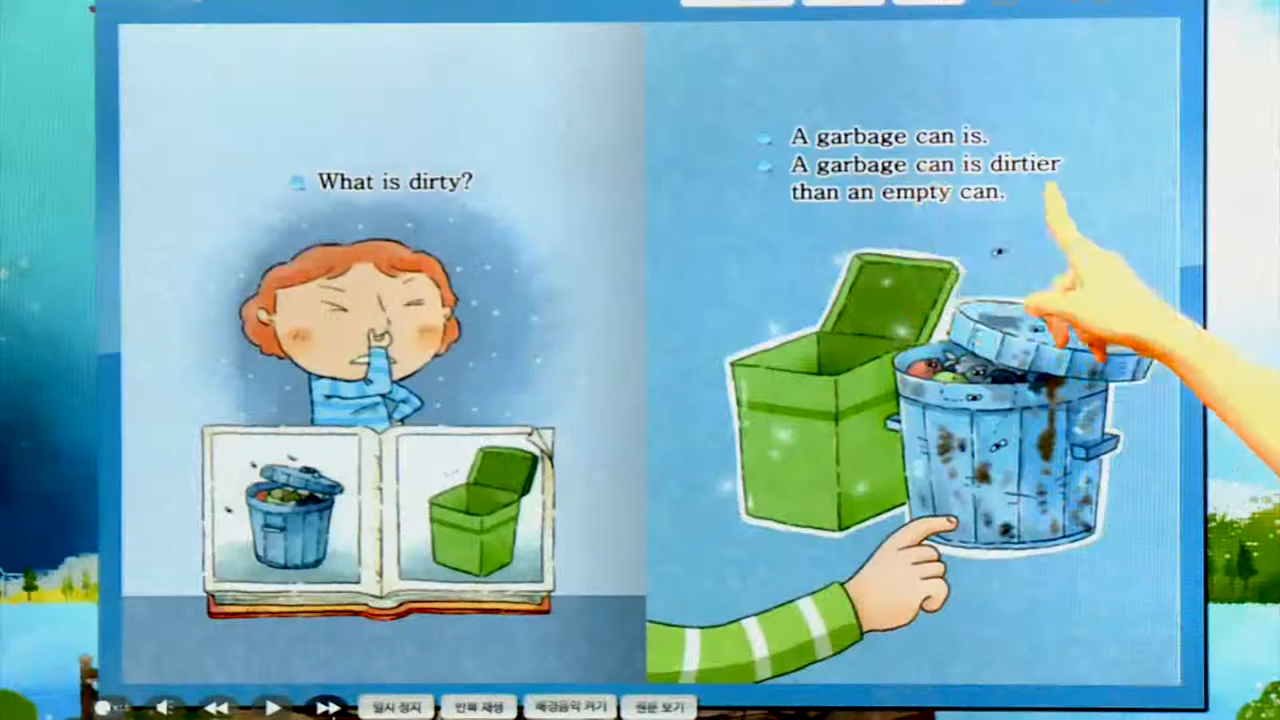 What is dirty?
A garbage can is.
A garbage can is dirtier
than an empty can.
일시 정지
반복 재생
배경음악 켜기
원문 보기